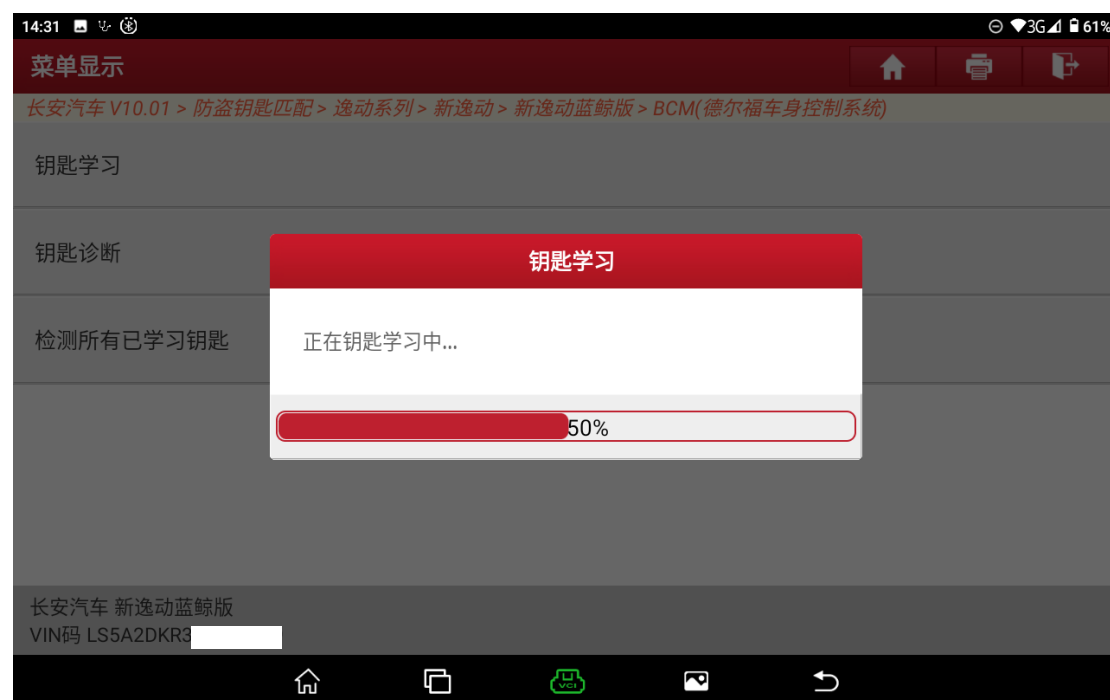 14:31 3G 61%
菜单显示
长安汽车 V10.01 > 防盗钥匙匹配 > 逸动系列 > 新逸动 > 新逸动蓝鲸版 > BCM(德尔福车身控制系统)
钥匙学习
钥匙诊断
检测所有已学习钥匙
钥匙学习
正在钥匙学习中...
50%
长安汽车 新逸动蓝鲸版
VIN码 LS5A2DKR3
VCI